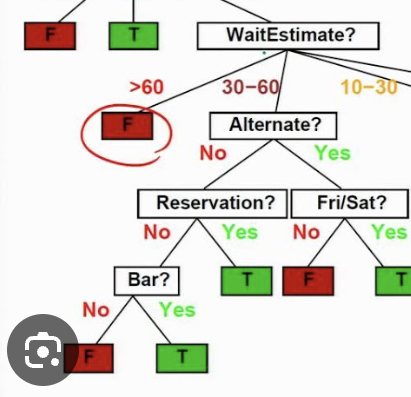 F T WaitEstimate?
>60 30–60 10–30
F Alternate?
No Yes
Reservation? Fri/Sat?
No Yes No Yes
Bar? T F T
No Yes
F T